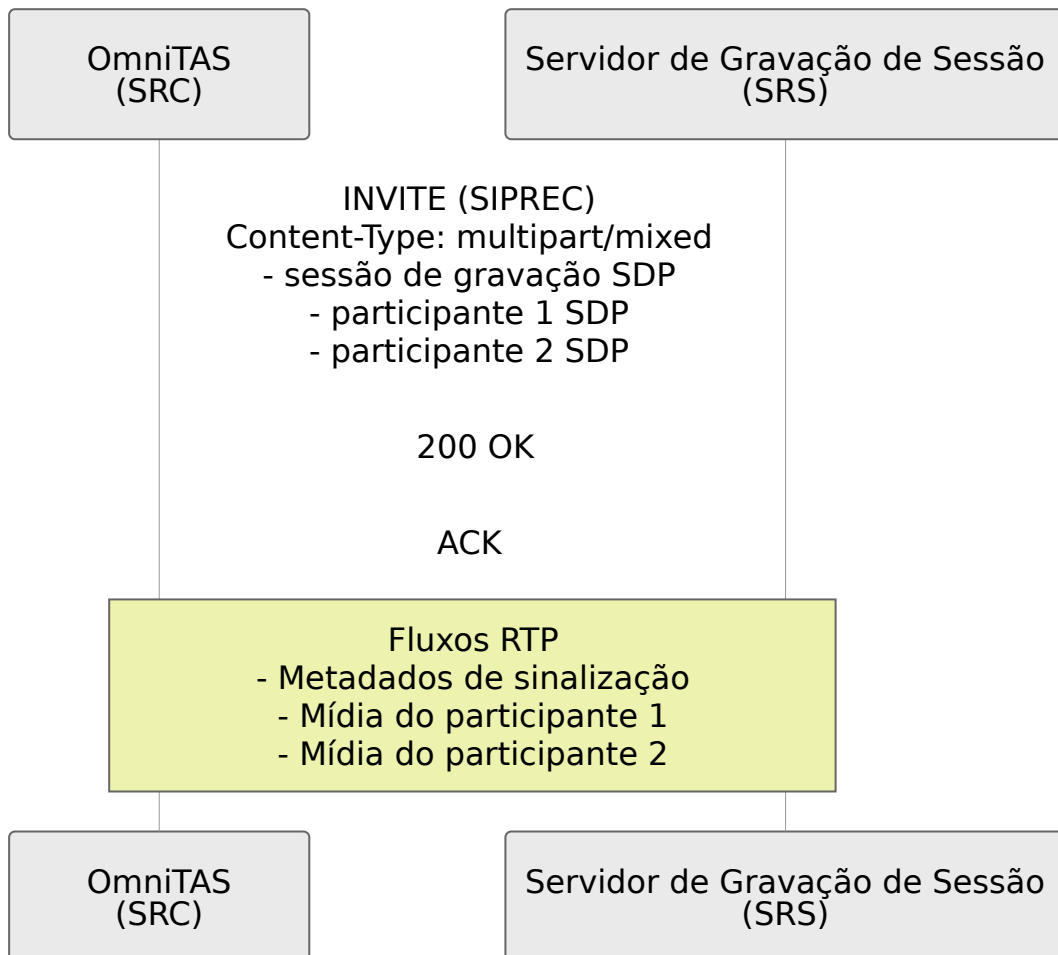 OmniTAS
(SRC)
Servidor de Gravação de Sessão
(SRS)
INVITE (SIPREC)
Content-Type: multipart/mixed
- sessão de gravação SDP
- participante 1 SDP
- participante 2 SDP
200 OK
ACK
Fluxos RTP
- Metadados de sinalização
- Mídia do participante 1
- Mídia do participante 2
OmniTAS
(SRC)
Servidor de Gravação de Sessão
(SRS)